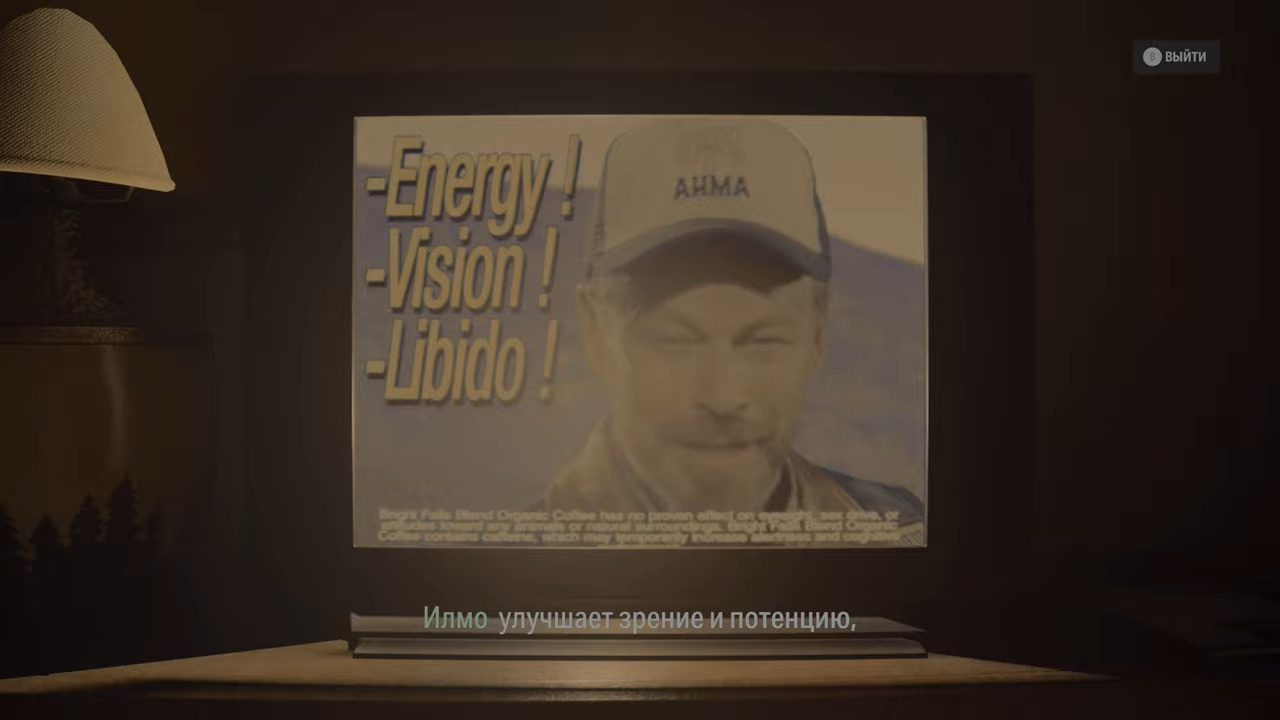 B ВЫЙТИ
-Energy !
AHMA
-Vision !
-Libido !
Bright Falls Blend Organic Coffee has no proven effect on eyesight, sex drive, or
attitudes toward any animals or natural surroundings. Bright Falls Blend Organic
Coffee contains caffeine, which may temporarily increase alertness and cognitive
Илмо улучшает зрение и потенцию,